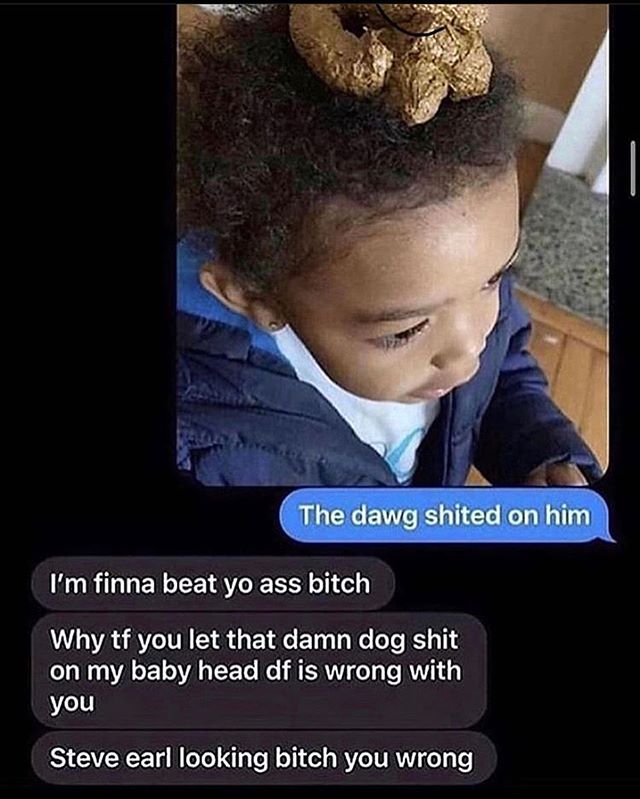 The dawg shited on him
I'm finna beat yo ass bitch
Why tf you let that damn dog shit
on my baby head df is wrong with
you
Steve earl looking bitch you wrong